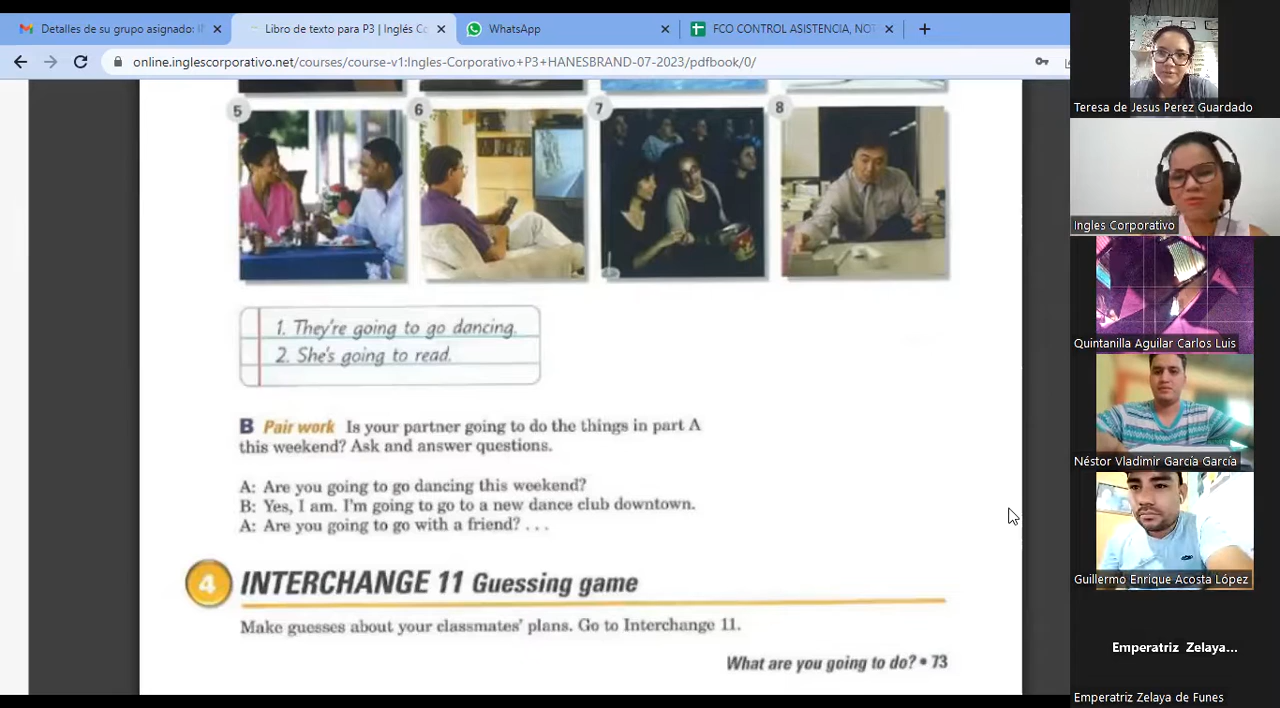 Detalles de su grupo asignado: I
Libro de texto para P3 | Inglés Co
WhatsApp
FCO CONTROL ASISTENCIA, NOT
online.inglescorporativo.net/courses/course-v1:Ingles-Corporativo+P3+HANESBRAND-07-2023/pdfbook/0/
5
6
7
8
1. They're going to go dancing.
2. She's going to read.
B Pair work Is your partner going to do the things in part A
this weekend? Ask and answer questions.
A: Are you going to go dancing this weekend?
B: Yes, I am. I'm going to go to a new dance club downtown.
A: Are you going to go with a friend? . . .
4 INTERCHANGE 11 Guessing game
Make guesses about your classmates' plans. Go to Interchange 11.
What are you going to do? • 73
Teresa de Jesus Perez Guardado
Ingles Corporativo
Quintanilla Aguilar Carlos Luis
Néstor Vladimir García García
Guillermo Enrique Acosta López
Emperatriz Zelaya...
Emperatriz Zelaya de Funes